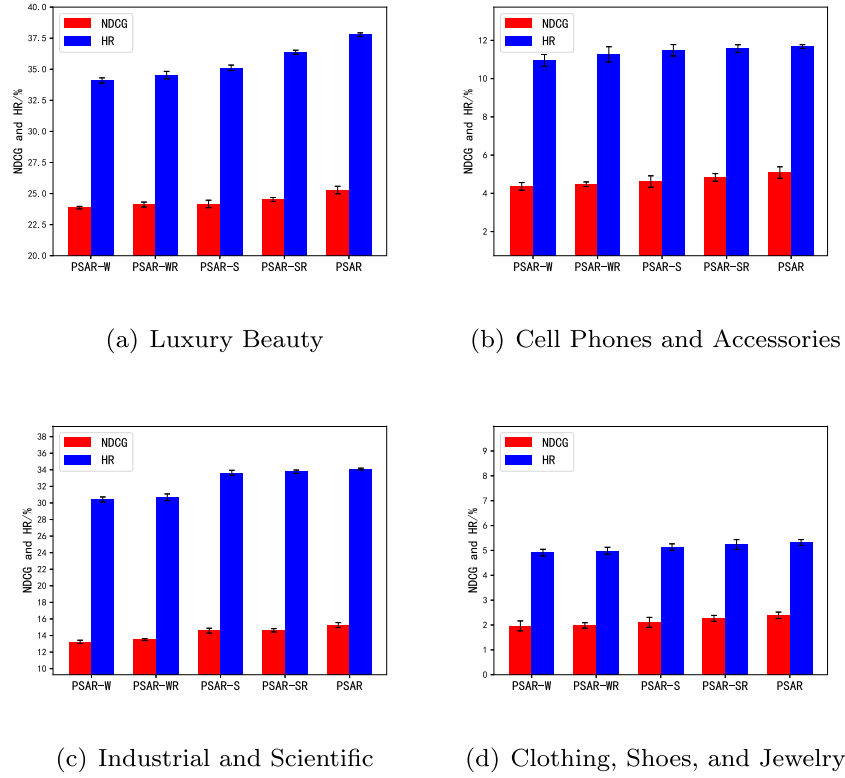 40.0
37.5
35.0
32.5
30.0
27.5
25.0
22.5
20.0
NDCG and HR/%
NDCG
HR
PSAR-W PSAR-WR PSAR-S PSAR-SR PSAR
(a) Luxury Beauty
12
10
8
6
4
2
NDCG and HR/%
NDCG
HR
PSAR-W PSAR-WR PSAR-S PSAR-SR PSAR
(b) Cell Phones and Accessories
38
36
34
32
30
28
26
24
22
20
18
16
14
12
10
NDCG and HR/%
NDCG
HR
PSAR-W PSAR-WR PSAR-S PSAR-SR PSAR
(c) Industrial and Scientific
9
8
7
6
5
4
3
2
1
0
NDCG and HR/%
NDCG
HR
PSAR-W PSAR-WR PSAR-S PSAR-SR PSAR
(d) Clothing, Shoes, and Jewelry